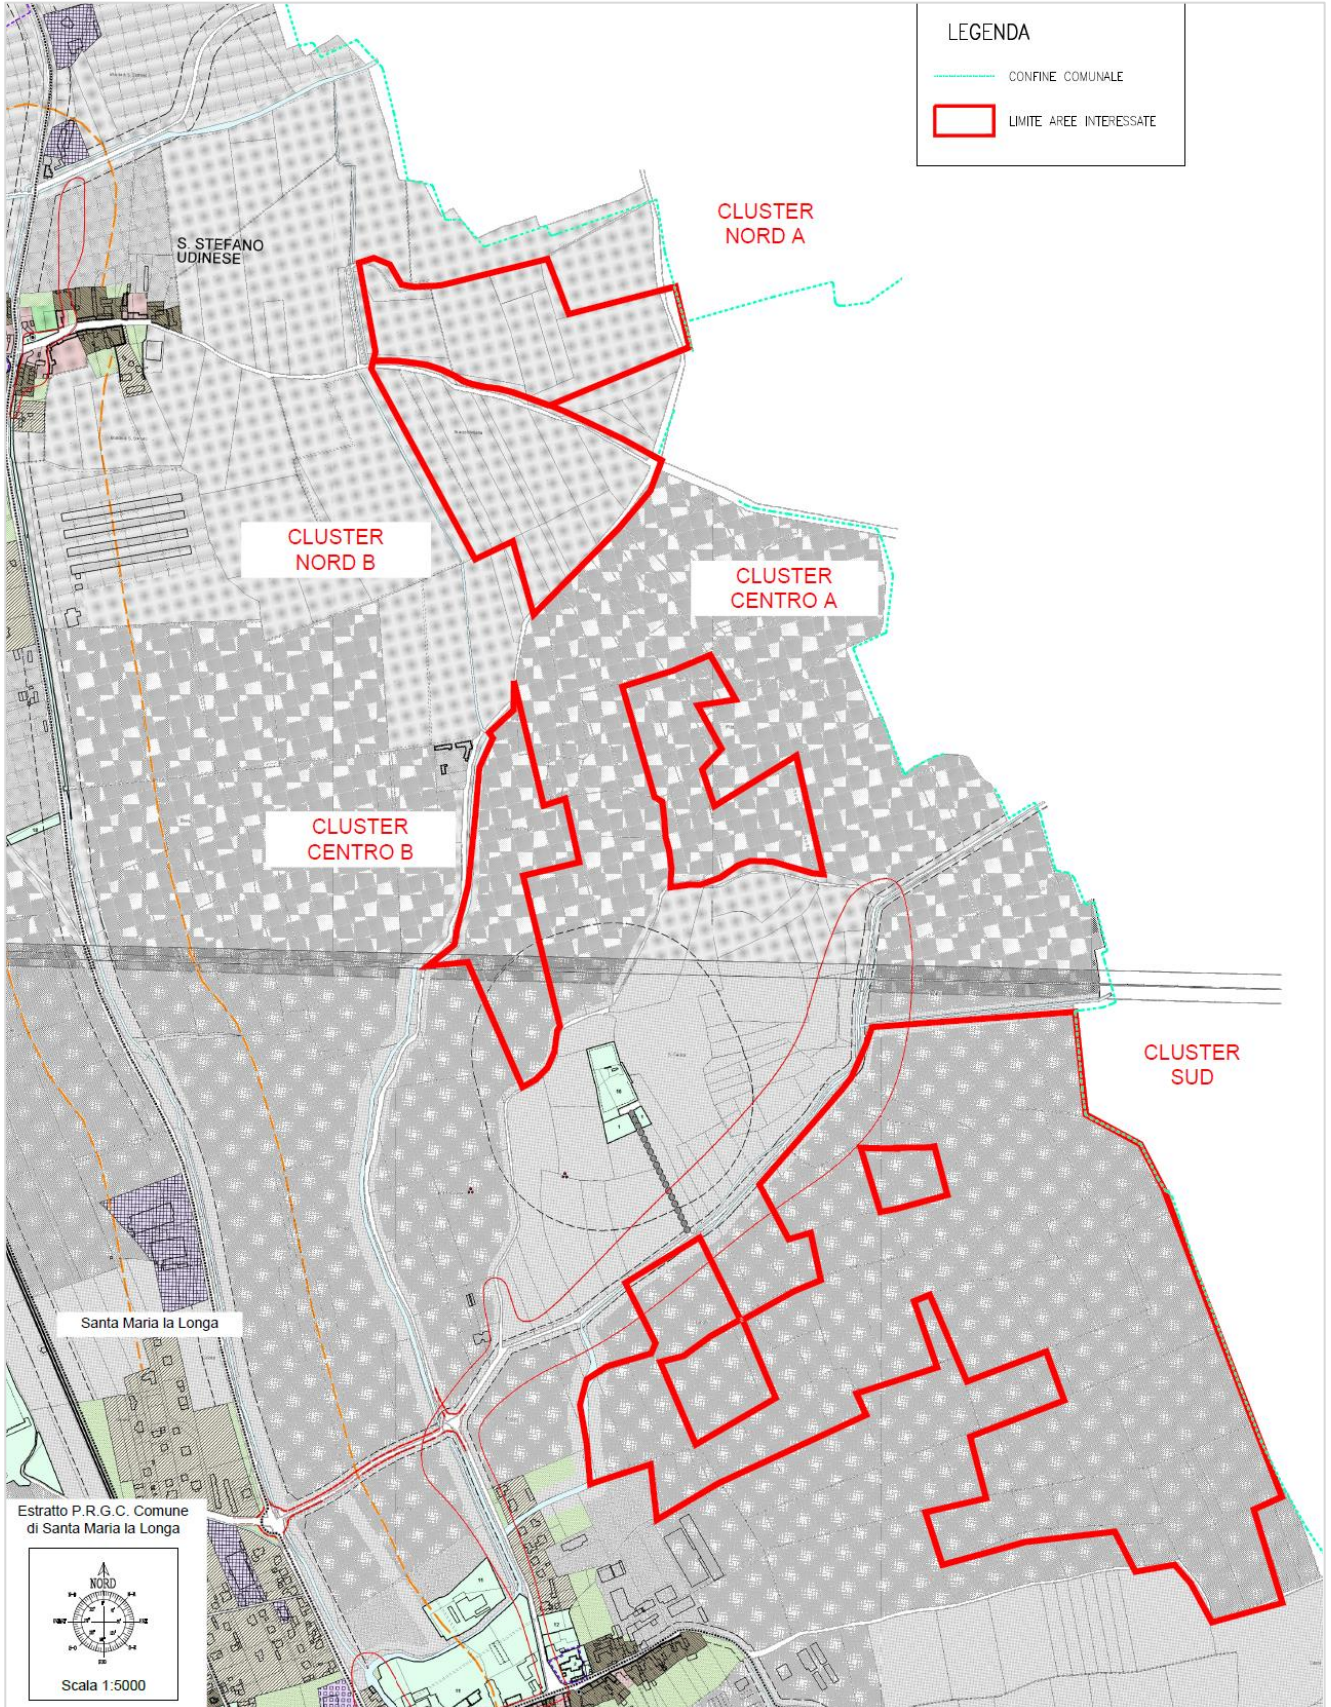 LEGENDA
CONFINE COMUNALE
LIMITE AREE INTERESSATE
CLUSTER
NORD A
S. STEFANO
UDINESE
CLUSTER
NORD B
CLUSTER
CENTRO A
CLUSTER
CENTRO B
CLUSTER
SUD
Santa Maria la Longa
Estratto P.R.G.C. Comune
di Santa Maria la Longa
NORD
Scala 1:5000